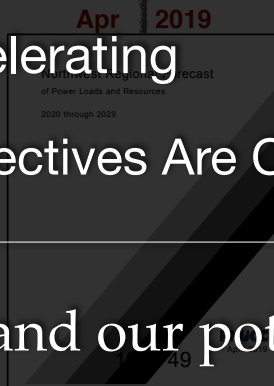 Apr 2019
elerating
Northwest Regional Forecast
of Power Loads and Resources
2020 through 2029
ectives Are C
and our pot
49